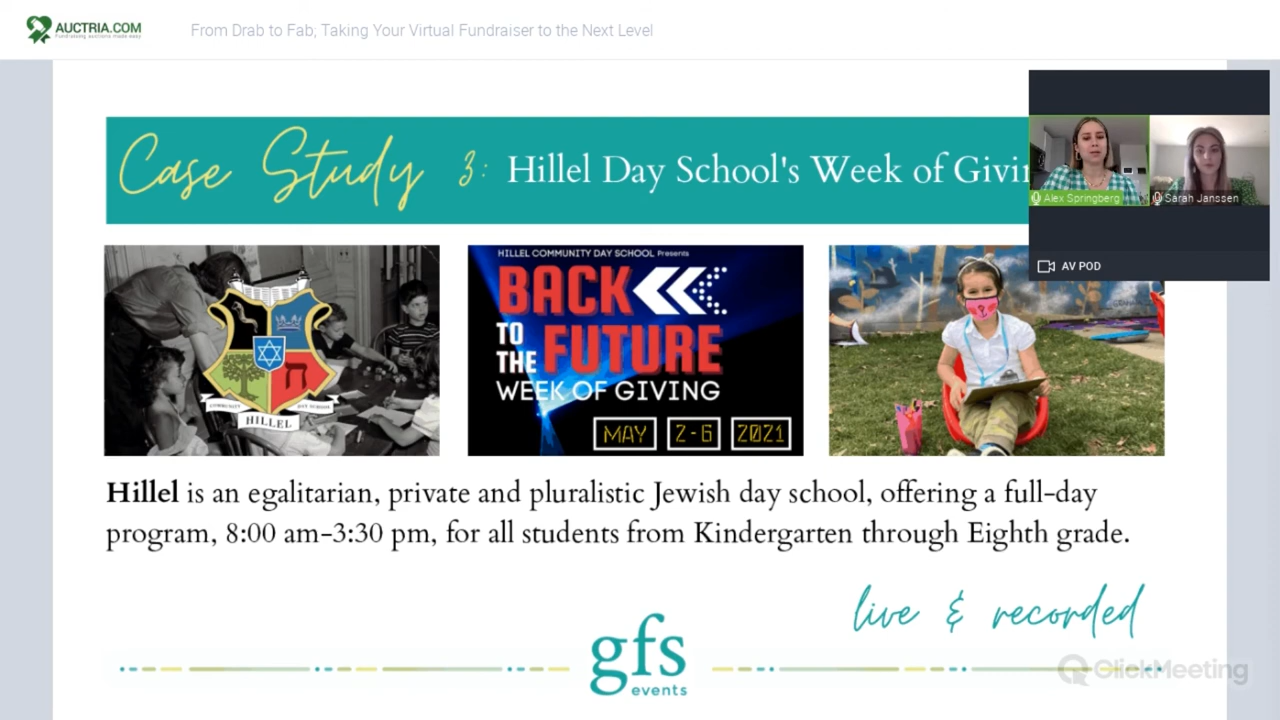 AUCTRIA.COM
Fundraising auctions made easy
From Drab to Fab; Taking Your Virtual Fundraiser to the Next Level
Case Study 3: Hillel Day School's Week of Givin
Alex Springberg
Sarah Janssen
AV POD
COMMUNITY DAY SCHOOL
HILLEL
HILLEL COMMUNITY DAY SCHOOL Presents
BACK
TO
THE FUTURE
WEEK OF GIVING
MAY 2-6 2021
Hillel is an egalitarian, private and pluralistic Jewish day school, offering a full-day
program, 8:00 am-3:30 pm, for all students from Kindergarten through Eighth grade.
live & recorded
gfs
events
ClickMeeting